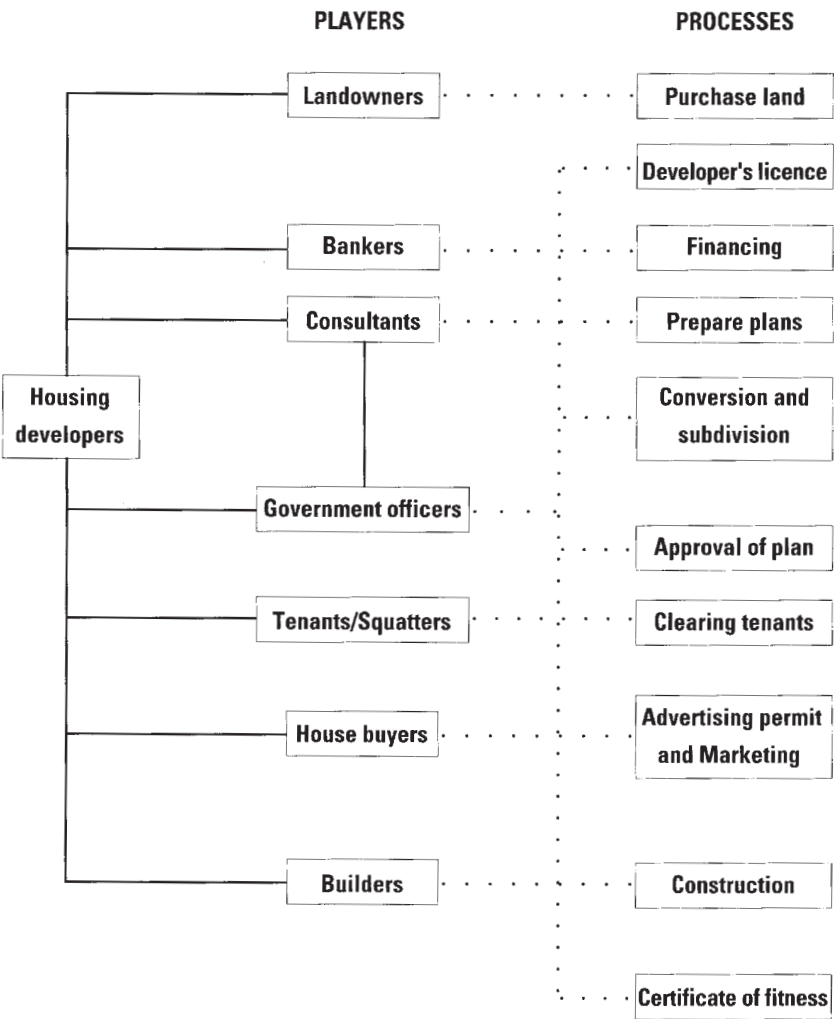 PLAYERS PROCESSES
Landowners Purchase land
Developer's licence
Bankers Financing
Consultants Prepare plans
Housing
developers
Conversion and
subdivision
Government officers
Approval of plan
Tenants/Squatters Clearing tenants
House buyers
Advertising permit
and Marketing
Builders Construction
Certificate of fitness